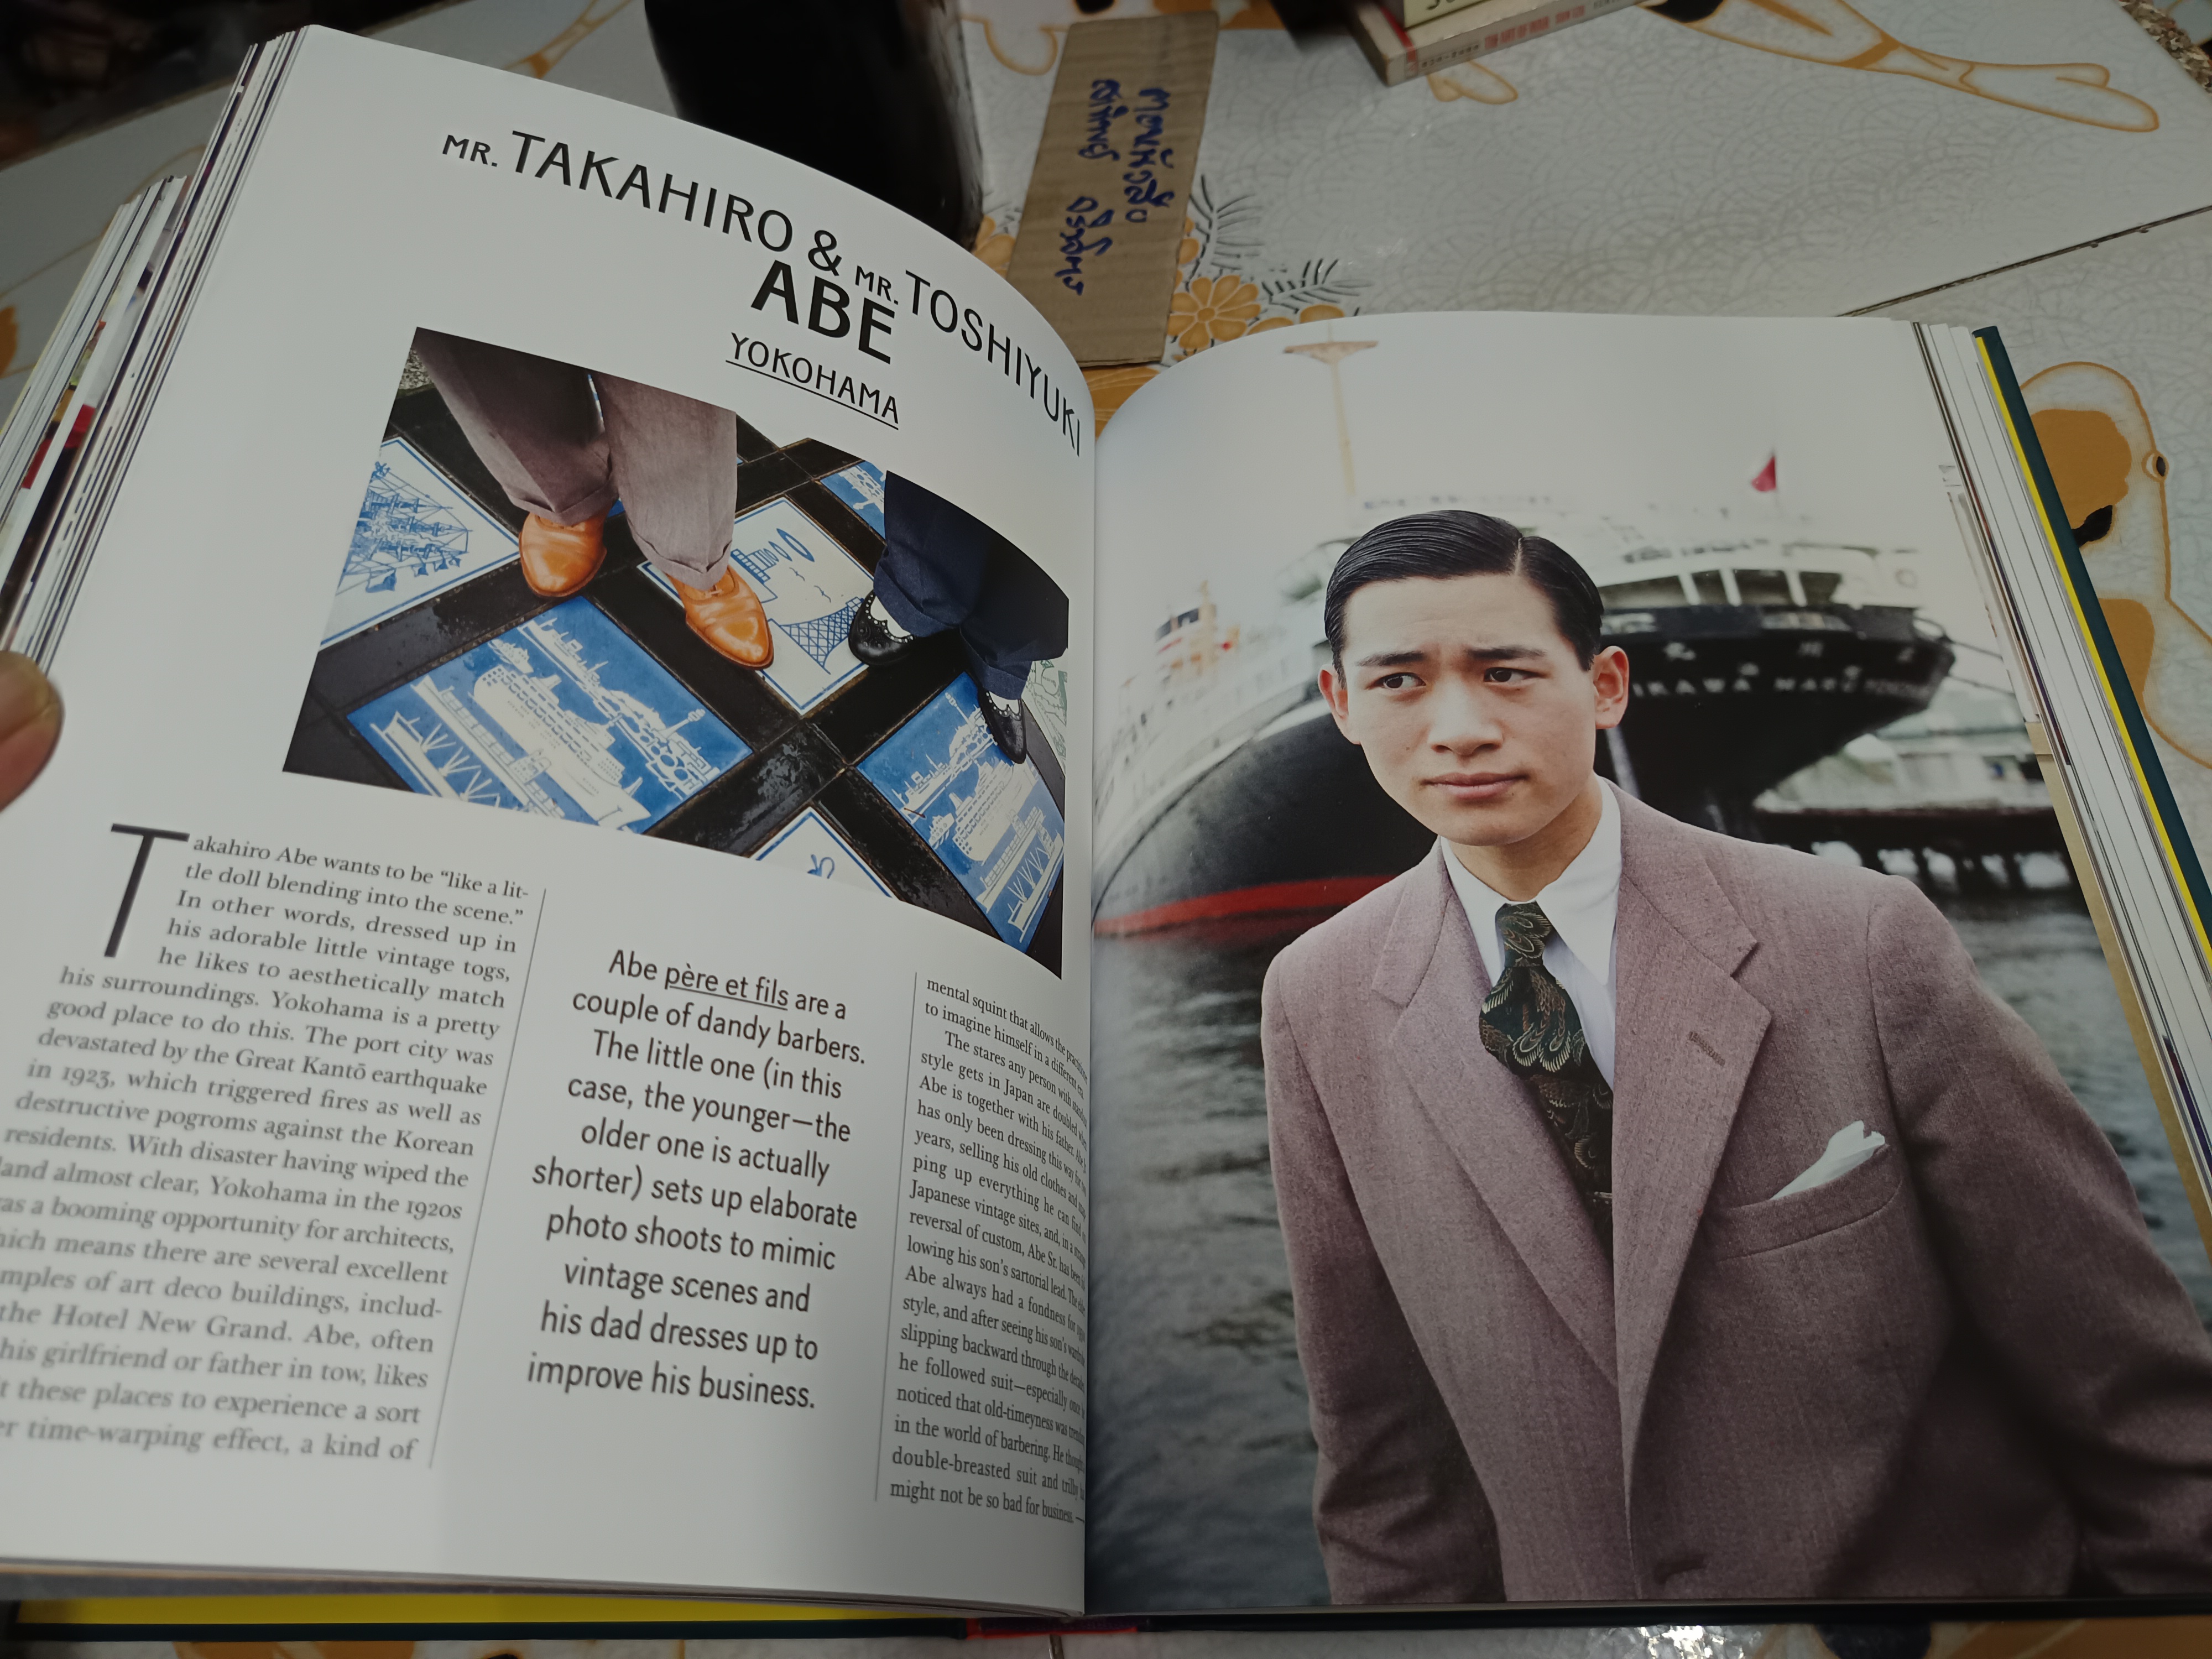 MR. TAKAHIRO & MR. TOSHIYUKI
ABE
YOKOHAMA
Takahiro Abe wants to be “like a lit-
tle doll blending into the scene.”
In other words, dressed up in
his adorable little vintage togs,
he likes to aesthetically match
his surroundings. Yokohama is a pretty
good place to do this. The port city was
devastated by the Great Kantō earthquake
in 1923, which triggered fires as well as
destructive pogroms against the Korean
residents. With disaster having wiped the
land almost clear, Yokohama in the 1920s
was a booming opportunity for architects,
which means there are several excellent
examples of art deco buildings, includ-
the Hotel New Grand. Abe, often
his girlfriend or father in tow, likes
these places to experience a sort
time-warping effect, a kind of
Abe père et fils are a
couple of dandy barbers.
The little one (in this
case, the younger—the
older one is actually
shorter) sets up elaborate
photo shoots to mimic
vintage scenes and
his dad dresses up to
improve his business.
mental squint that allows the
to imagine himself in a different
The stares any person with
style gets in Japan are doubled when
Abe is together with his father. Abe
has only been dressing this way for
years, selling his old clothes and
ping up everything he can find
Japanese vintage sites, and, in a
reversal of custom, Abe Sr. has been
lowing his son’s sartorial lead. The
Abe always had a fondness for
style, and after seeing his son’s
slipping backward through the
he followed suit—especially
noticed that old-timeyness was
in the world of barbering. He
double-breasted suit and trilby
might not be so bad for business. —